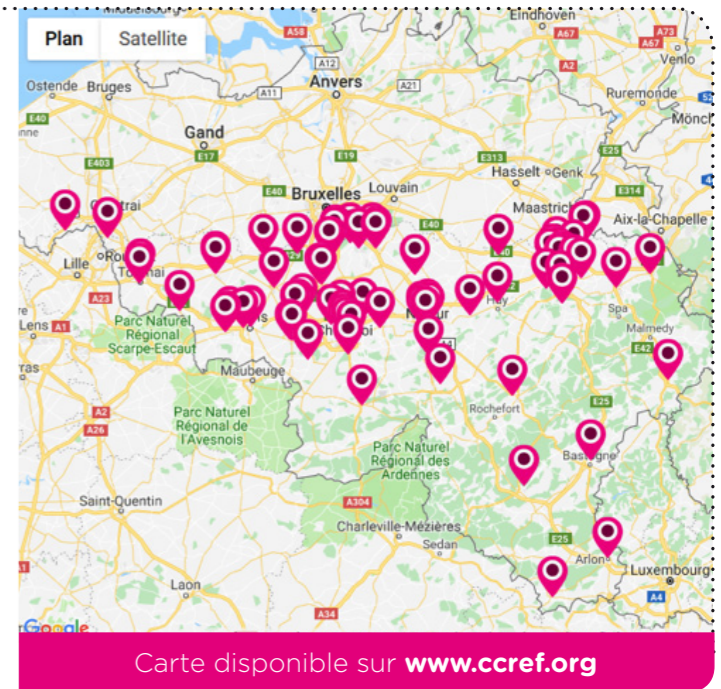 Plan Satellite
Eindhoven
A58
A67
A73
A67
A12
Venlo
A2
Anvers
Ostende Bruges
A11
A21
Ruremonde
E40
Gand
Mönch
E403
E17
E19
E313
E25
Hasselt Genk
E40
Louvain
E314
Bruxelles
Maastrich
Aix-la-Chapelle
E40
Lille
A23
Spa
Lens A1
Parc Naturel
Régional
Scarpe-Escaut
Malmedy
E42
Maubeuge
Rochefort
E25
A2
A26
Parc Naturel
Régional de
l'Avesnois
Parc Naturel
Régional des
Ardennes
Saint-Quentin
A304
Charleville-Mézières
Sedan
E25
Arlon
Luxembourg
Laon
A4
A34
Google
Carte disponible sur www.ccref.org